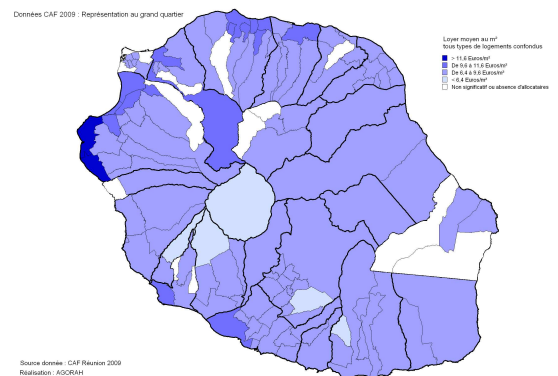 Données CAF 2009 : Représentation au grand quartier
Loyer moyen au m²
tous types de logements confondus
> 11,6 Euros/m²
De 9,6 à 11,6 Euros/m²
De 6,4 à 9,6 Euros/m²
< 6,4 Euros/m²
Non significatif ou absence d'allocataires
Source donnée : CAF Réunion 2009
Réalisation : AGORAH